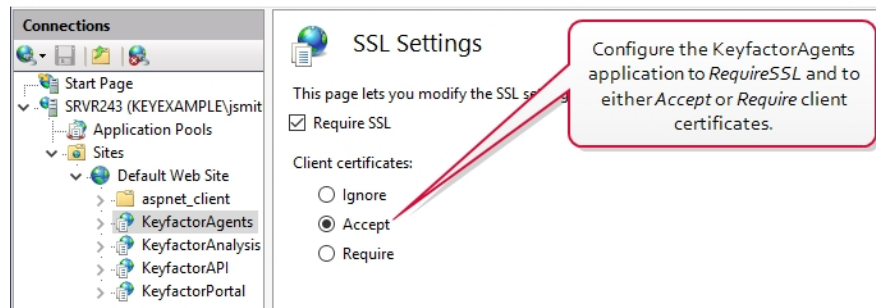 Connections
Start Page
SRVR243 (KEYEXAMPLE\jsmit
Application Pools
Sites
Default Web Site
aspnet_client
KeyfactorAgents
KeyfactorAnalysis
KeyfactorAPI
KeyfactorPortal
SSL Settings
This page lets you modify the SSL set
Require SSL
Client certificates:
Ignore
Accept
Require
Configure the KeyfactorAgents
application to RequireSSL and to
either Accept or Require client
certificates.